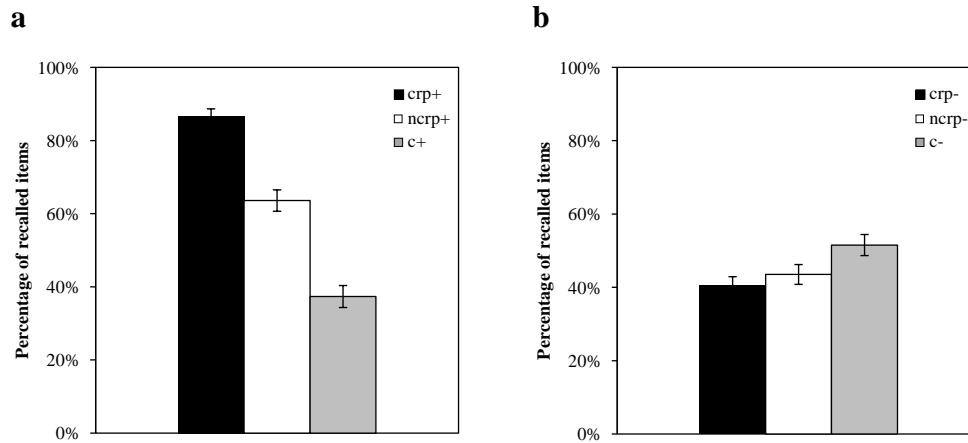 a
Percentage of recalled items
100%
80%
60%
40%
20%
0%
crp+
ncrp+
c+
b
Percentage of recalled items
100%
80%
60%
40%
20%
0%
crp-
ncrp-
c-